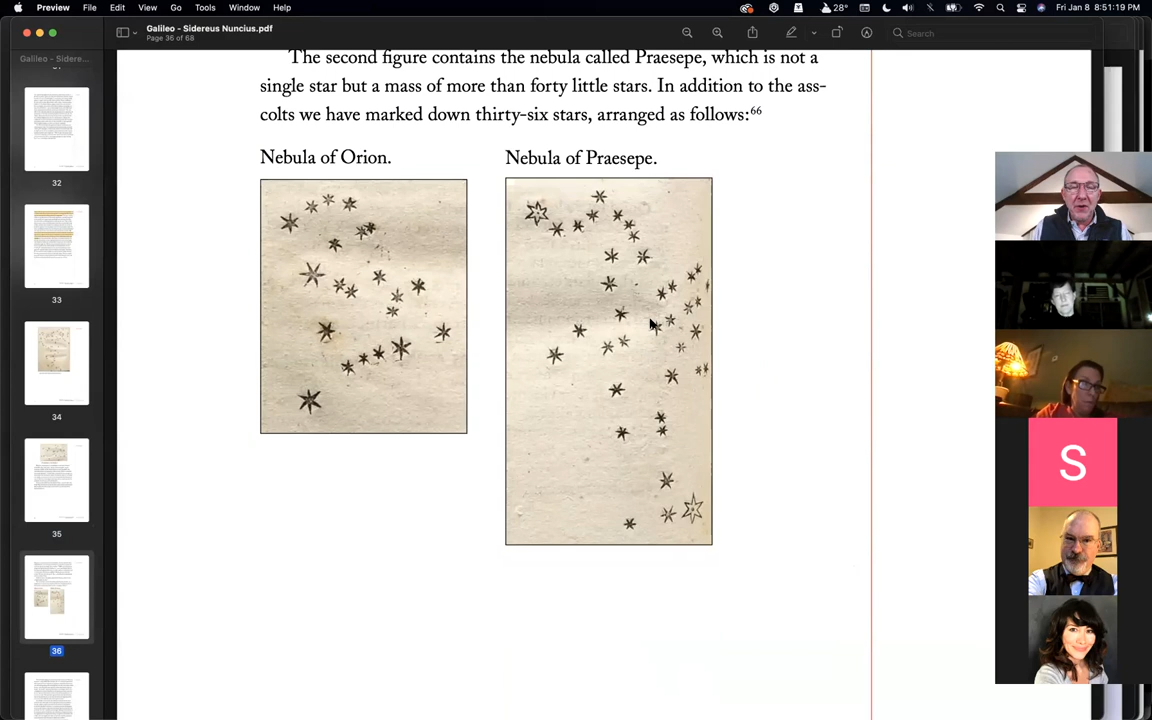 Preview File Edit View Go Tools Window Help
28°
Fri Jan 8 8:51:19 PM
Galileo - Sidereus Nuncius.pdf
Page 36 of 68
Search
Galileo - Sidere...
32
33
34
35
36
The second figure contains the nebula called Praesepe, which is not a
single star but a mass of more than forty little stars. In addition to the ass-
colts we have marked down thirty-six stars, arranged as follows:66
Nebula of Orion.
Nebula of Praesepe.
S